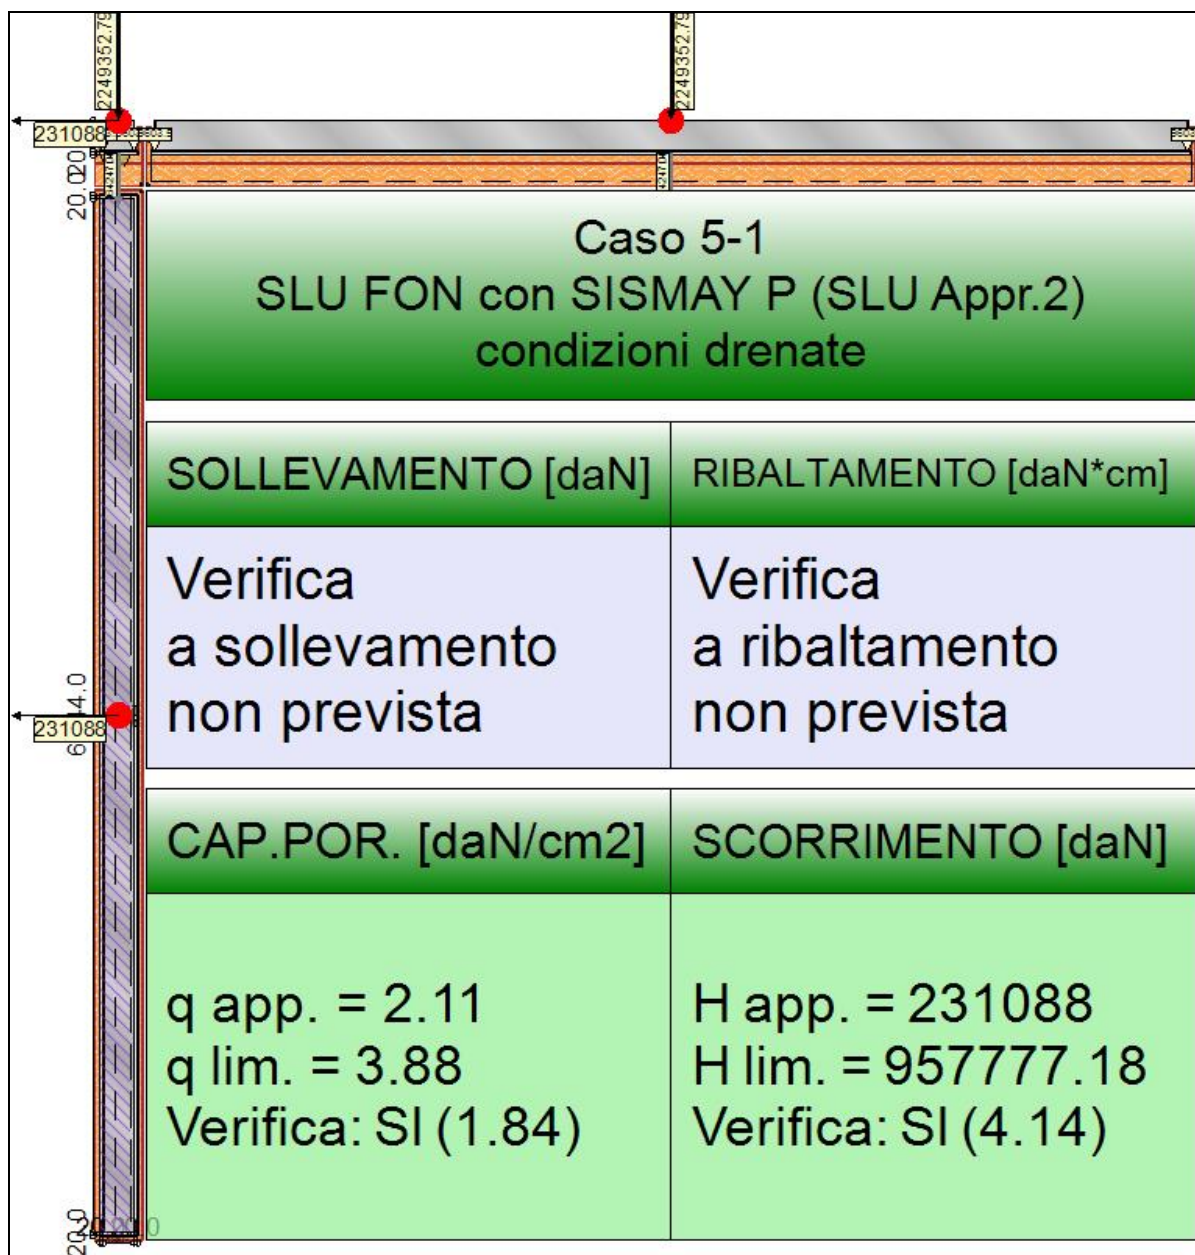 2249352.79
2249352.79
231088
20.0
Caso 5-1
SLU FON con SISMAY P (SLU Appr.2)
condizioni drenate
SOLLEVAMENTO [daN]
RIBALTAMENTO [daN*cm]
Verifica
a sollevamento
non prevista
Verifica
a ribaltamento
non prevista
231088
CAP.POR. [daN/cm2]
SCORRIMENTO [daN]
q app. = 2.11
q lim. = 3.88
Verifica: SI (1.84)
H app. = 231088
H lim. = 957777.18
Verifica: SI (4.14)
20.0